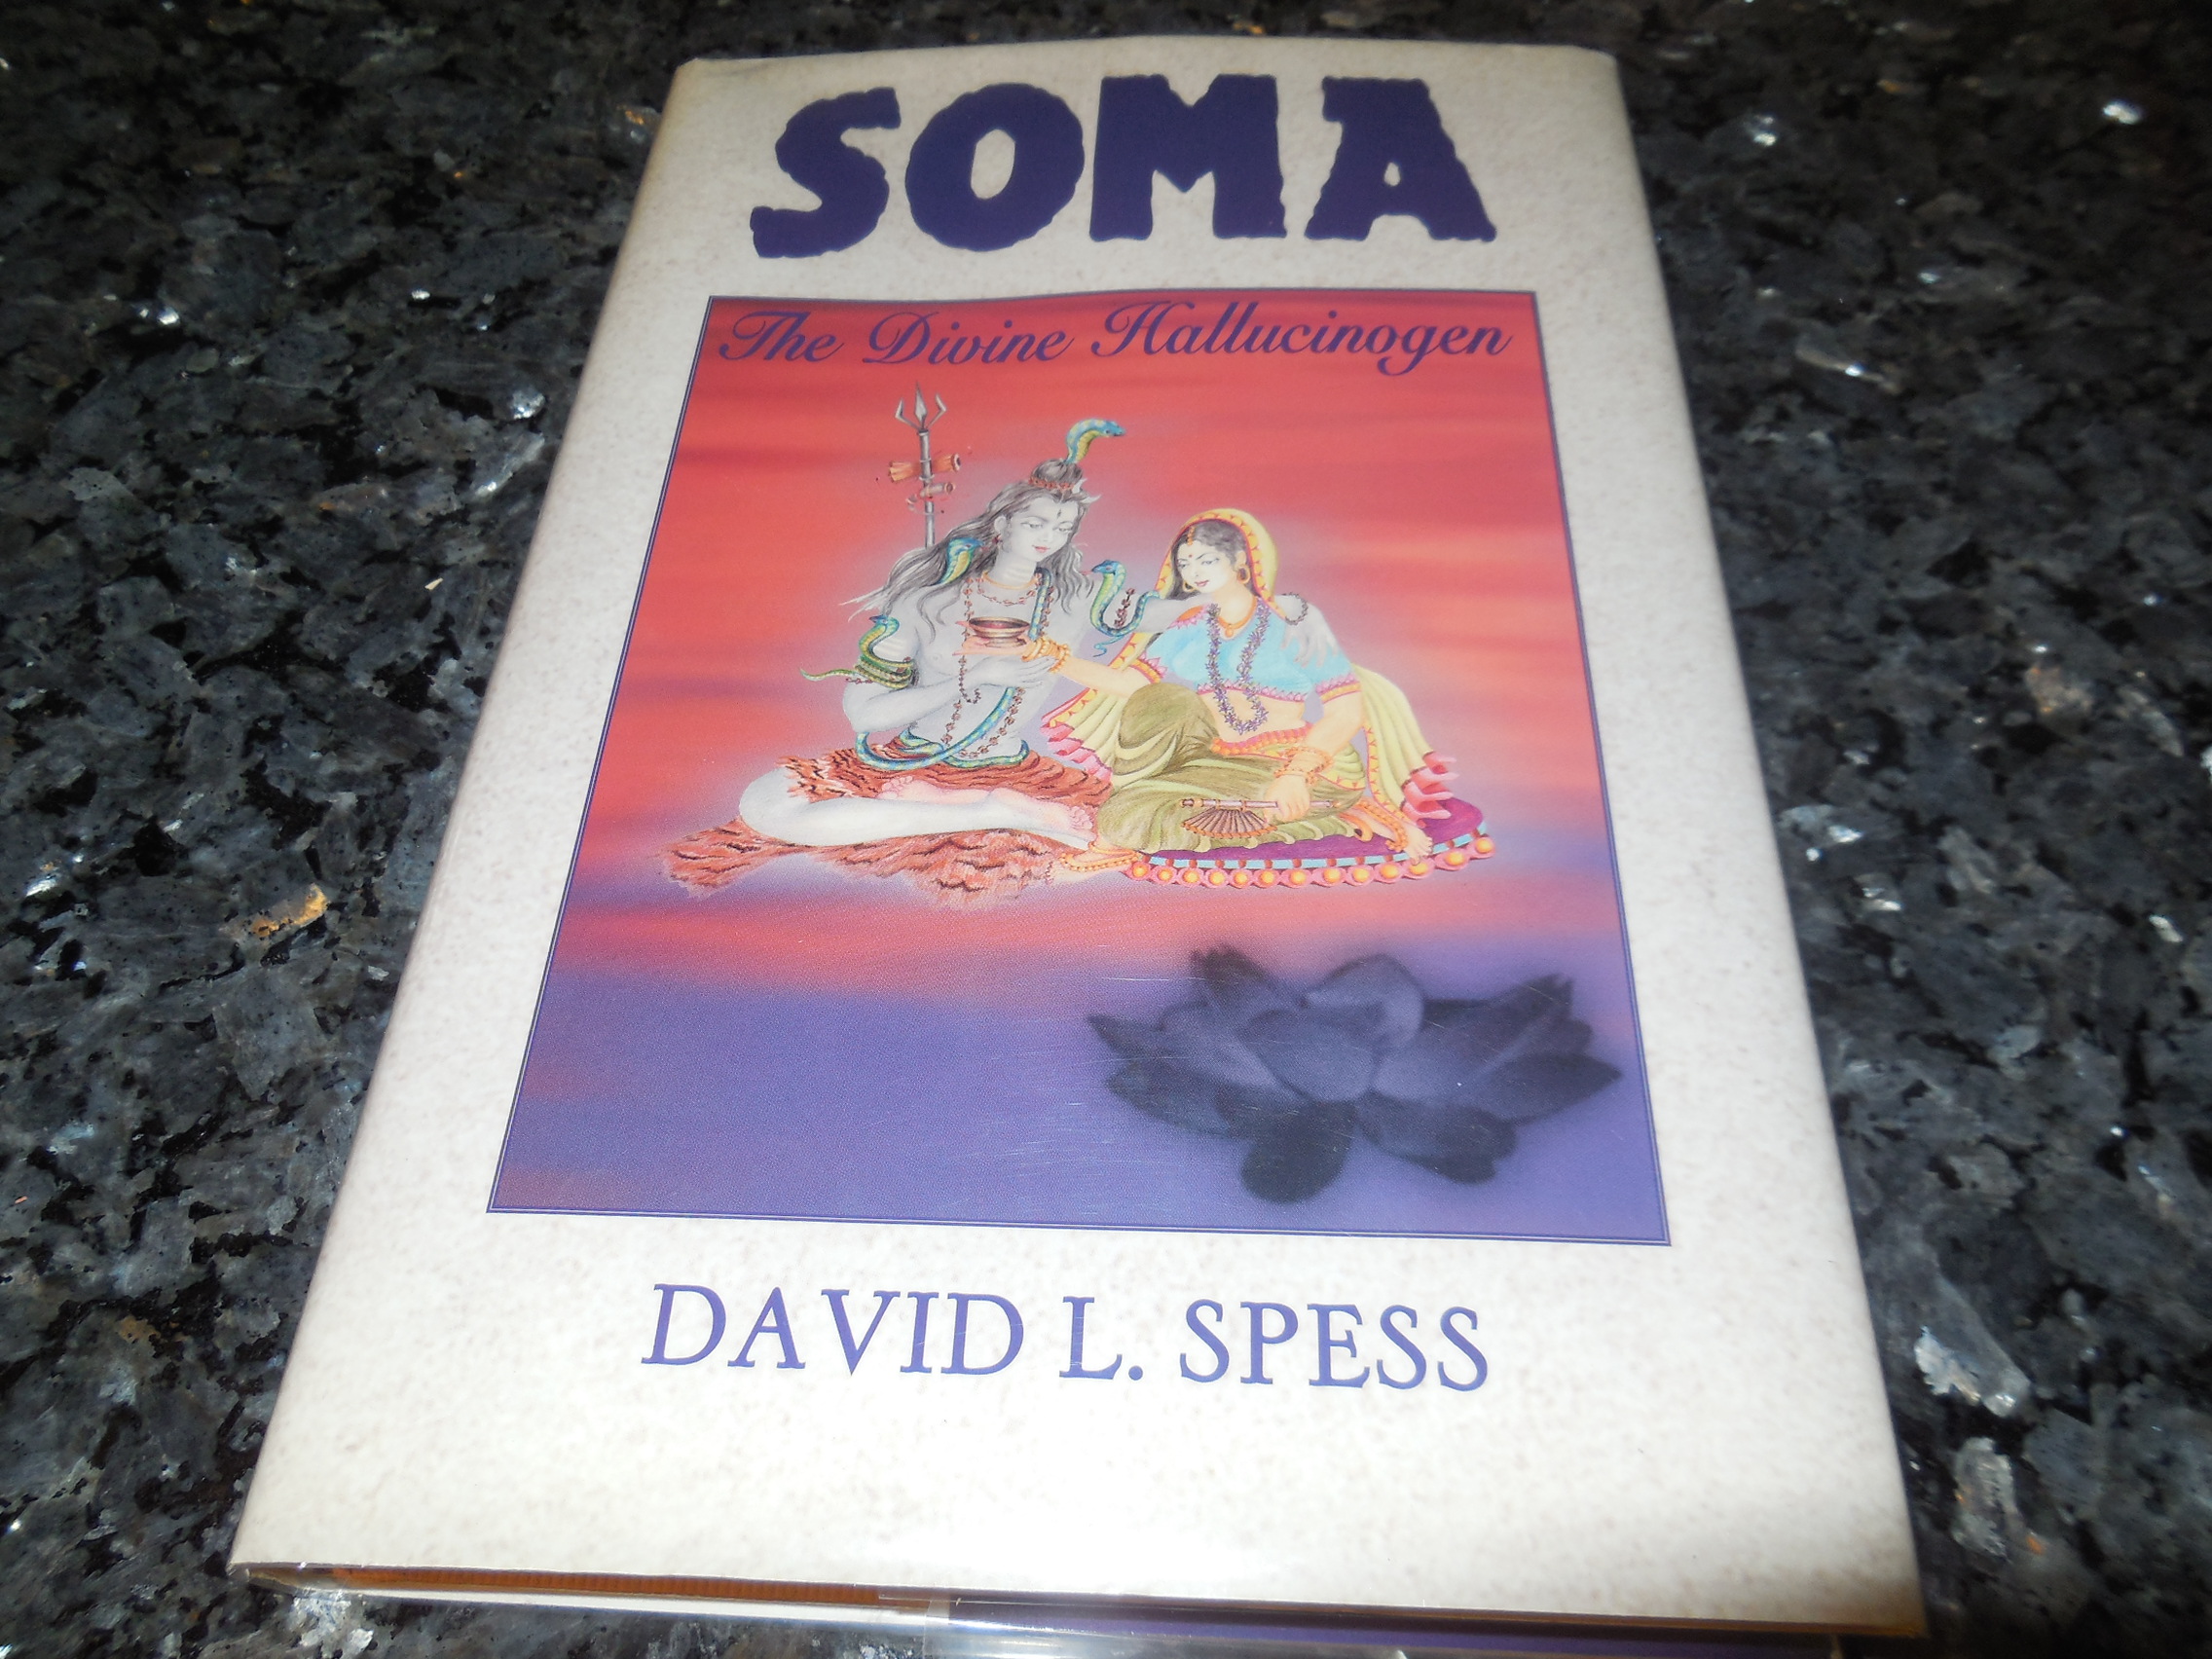 SOMA
The Divine Hallucinogen
DAVID L. SPESS